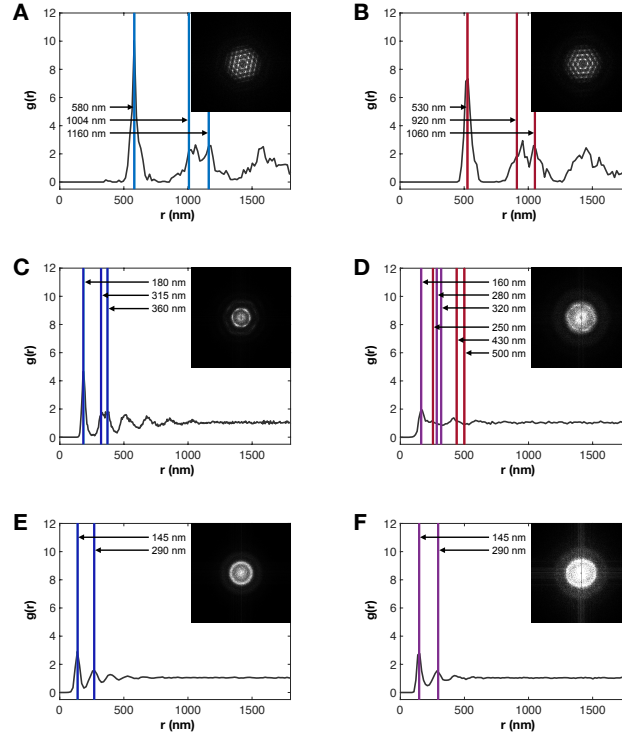 A
12
10
8
6
4
2
0
g(r)
580 nm
1004 nm
1160 nm
0
500
1000
1500
r (nm)
B
12
10
8
6
4
2
0
g(r)
530 nm
920 nm
1060 nm
0
500
1000
1500
r (nm)
C
12
10
8
6
4
2
0
g(r)
180 nm
315 nm
360 nm
0
500
1000
1500
r (nm)
D
12
10
8
6
4
2
0
g(r)
160 nm
280 nm
320 nm
250 nm
430 nm
500 nm
0
500
1000
1500
r (nm)
E
12
10
8
6
4
2
0
g(r)
145 nm
290 nm
0
500
1000
1500
r (nm)
F
12
10
8
6
4
2
0
g(r)
145 nm
290 nm
0
500
1000
1500
r (nm)